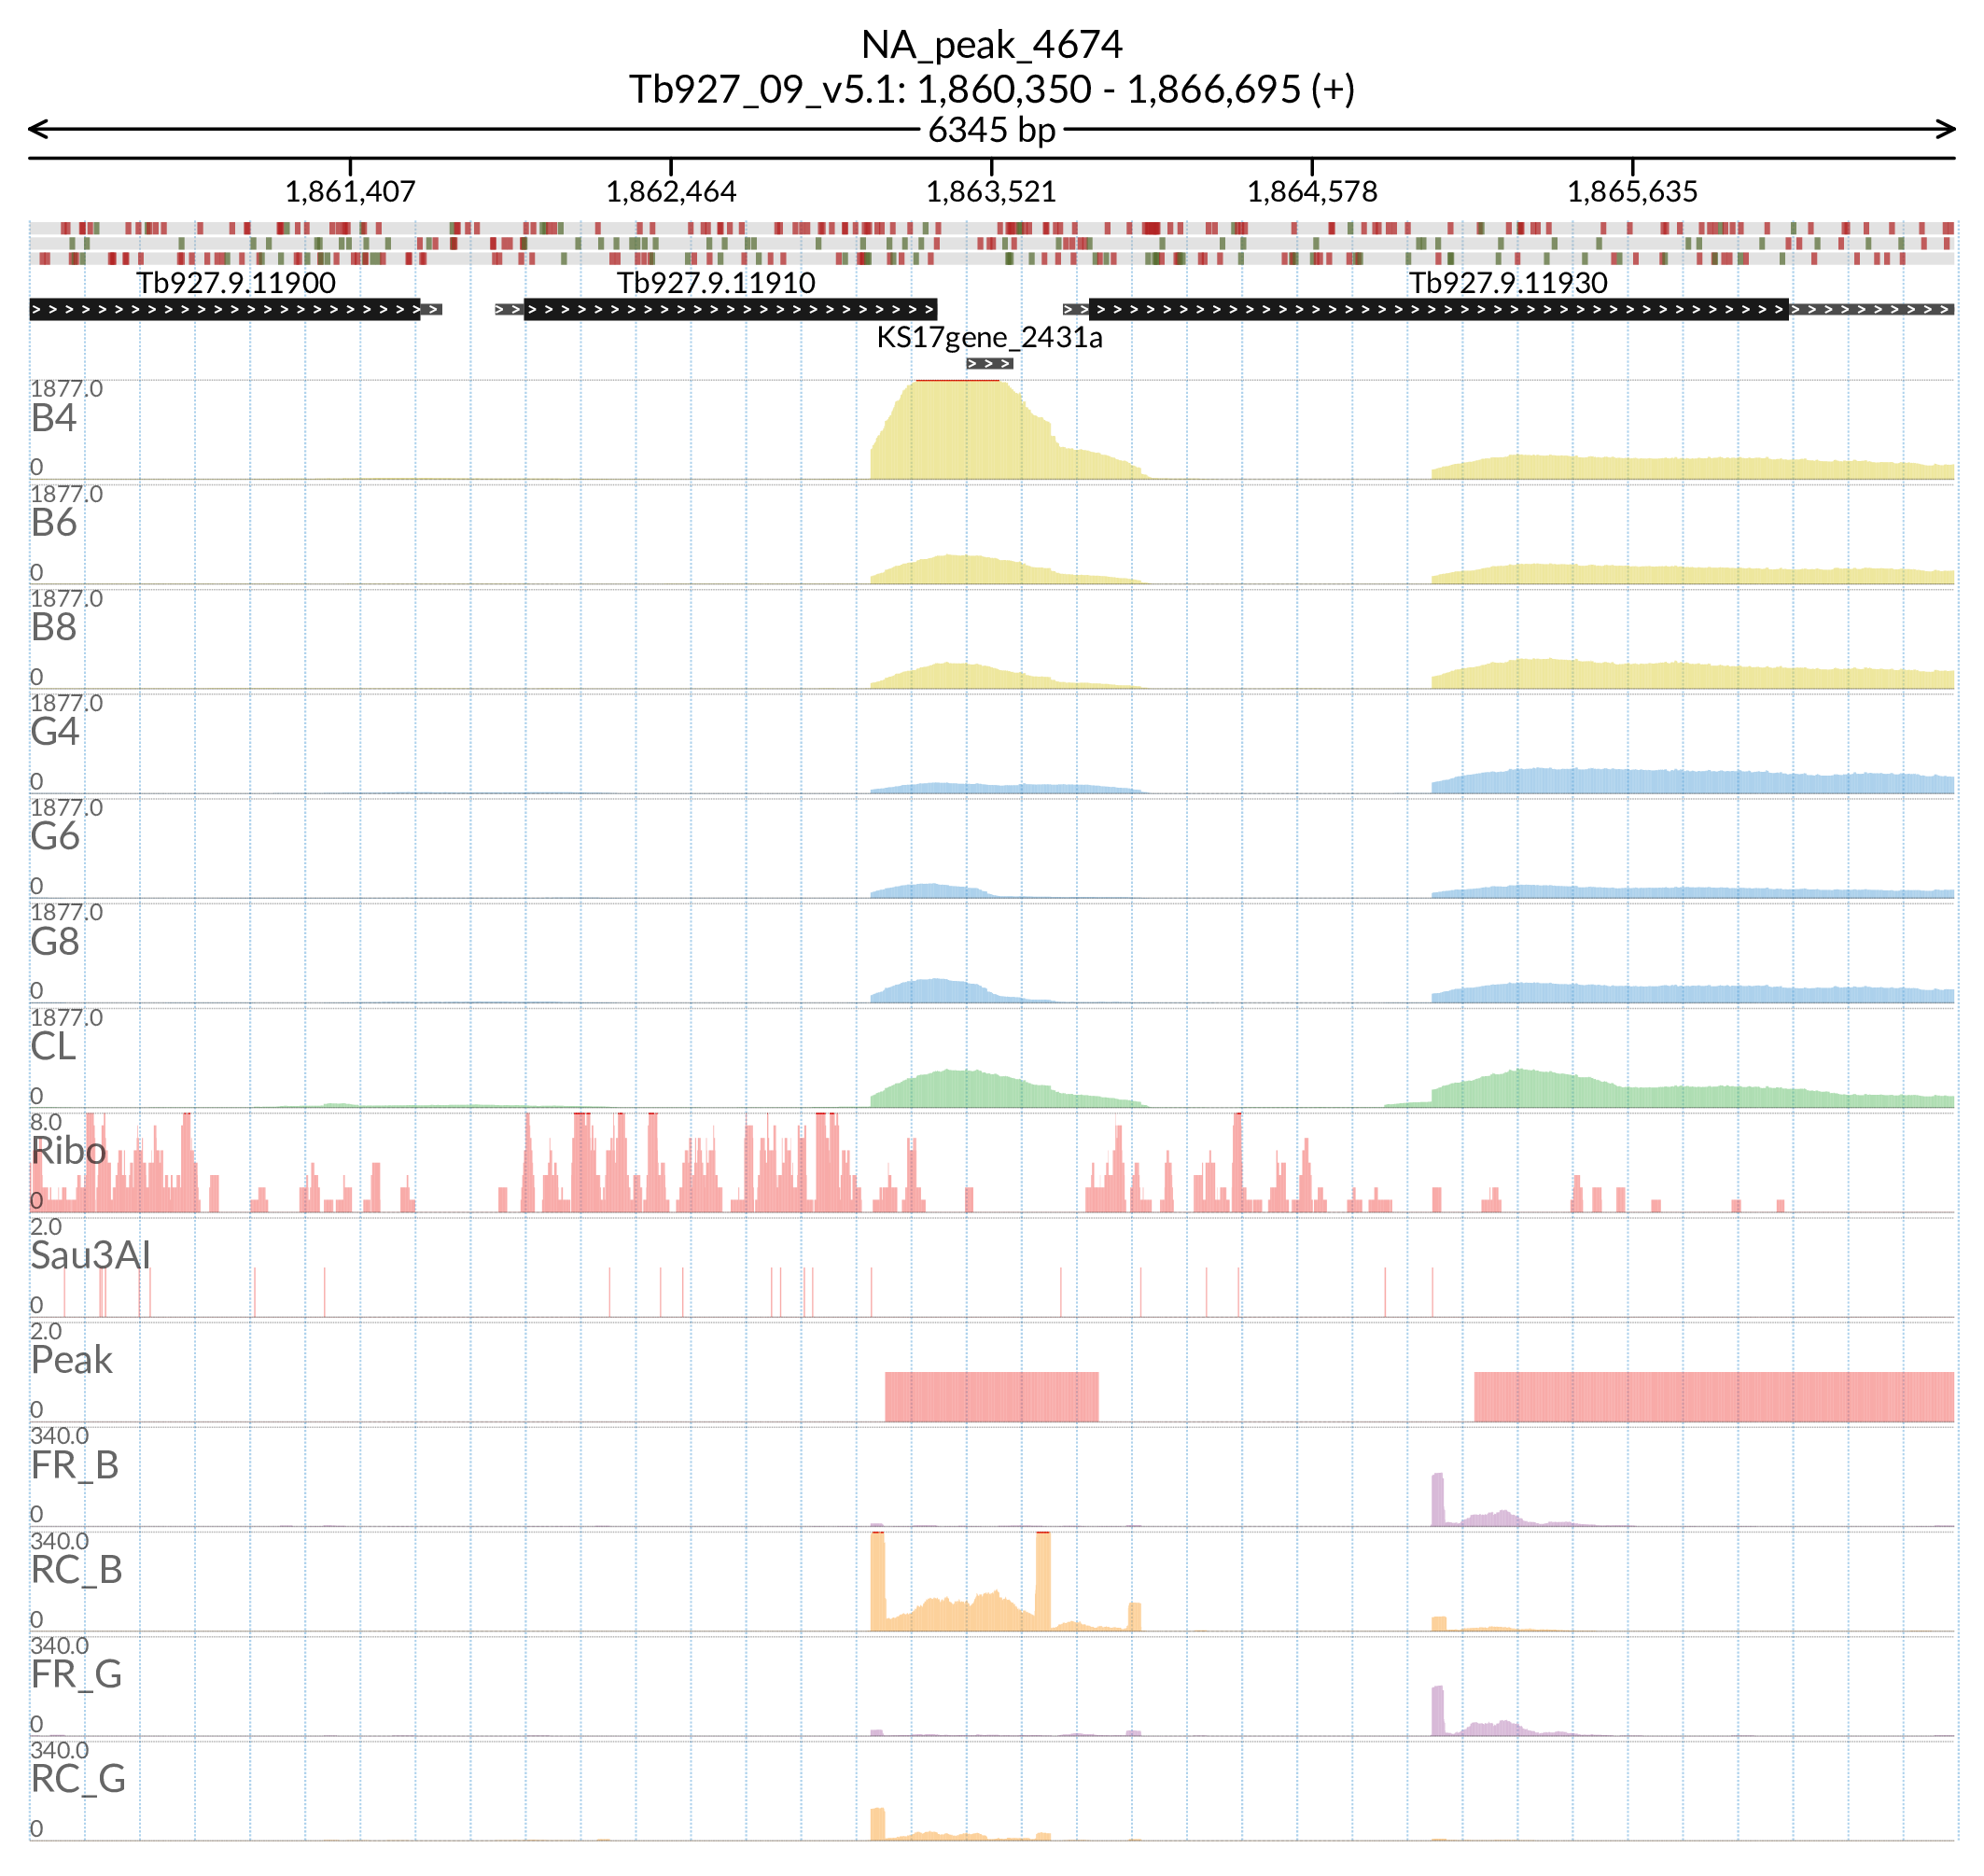 NA_peak_4674
Tb927_09_v5.1: 1,860,350 - 1,866,695 (+)
6345 bp
1,861,407 1,862,464 1,863,521 1,864,578 1,865,635
Tb927.9.11900 Tb927.9.11910 Tb927.9.11930
KS17gene_2431a
1877.0
B4
0
1877.0
B6
0
1877.0
B8
0
1877.0
G4
0
1877.0
G6
0
1877.0
G8
0
1877.0
CL
0
8.0
Ribo
0
2.0
Sau3AI
0
2.0
Peak
0
340.0
FR_B
0
340.0
RC_B
0
340.0
FR_G
0
340.0
RC_G
0